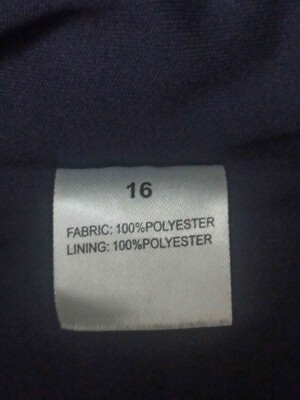 16
FABRIC: 100%POLYESTER
LINING: 100%POLYESTER